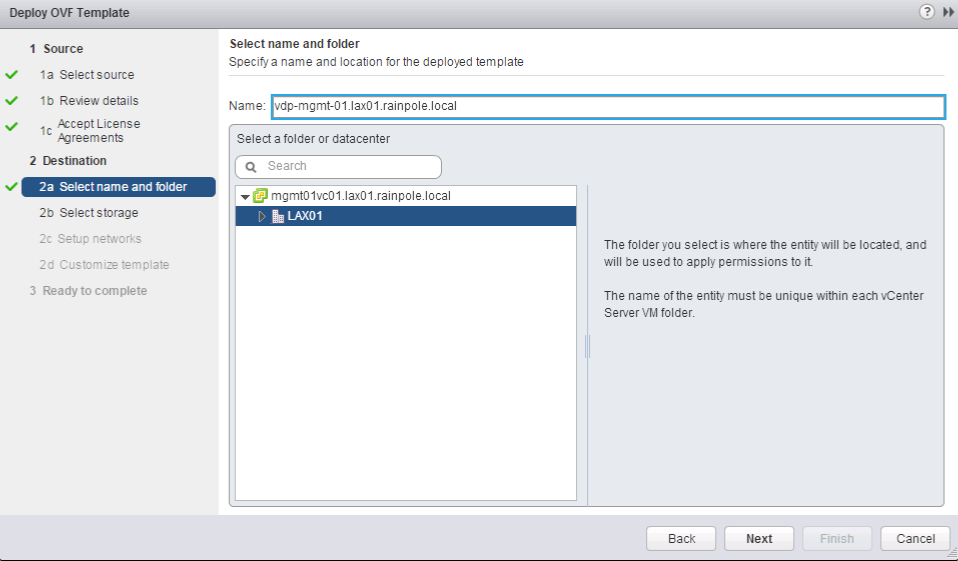 Deploy OVF Template
?
1 Source
1a Select source
1b Review details
1c Accept License
Agreements
2 Destination
2a Select name and folder
2b Select storage
2c Setup networks
2d Customize template
3 Ready to complete
Select name and folder
Specify a name and location for the deployed template
Name: vdp-mgmt-01.lax01.rainpole.local
Select a folder or datacenter
Search
mgmt01vc01.lax01.rainpole.local
LAX01
The folder you select is where the entity will be located, and
will be used to apply permissions to it.
The name of the entity must be unique within each vCenter
Server VM folder.
Back
Next
Finish
Cancel